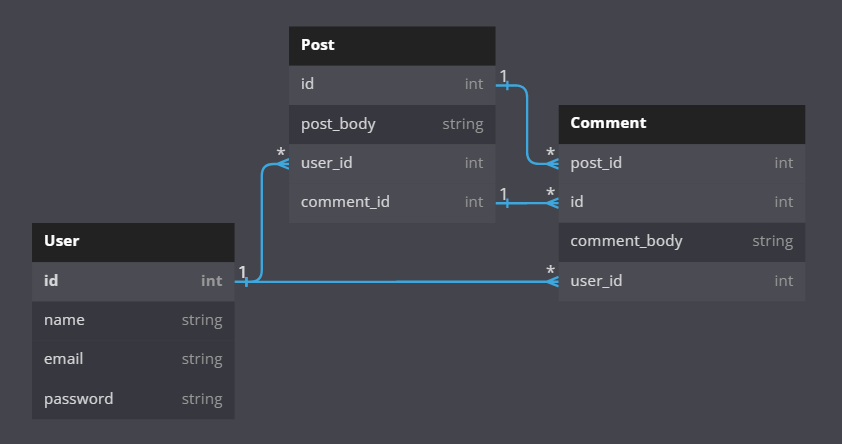 Post
id int
post_body string
user_id int
comment_id int
1
1
*
Comment
post_id int
id int
comment_body string
user_id int
*
*
*
User
id int
name string
email string
password string
1